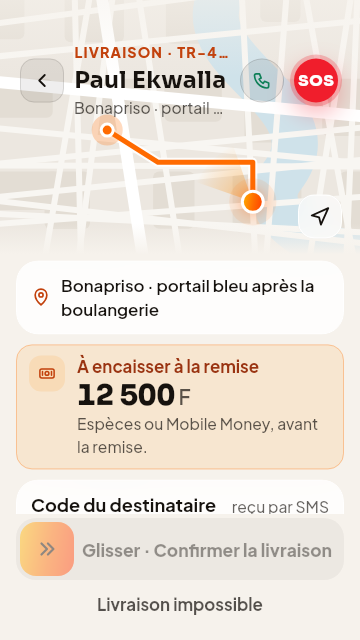 LIVRAISON · TR-4…
Paul Ekwalla
Bonapriso · portail …
SOS
Bonapriso · portail bleu après la
boulangerie
À encaisser à la remise
12 500 F
Espèces ou Mobile Money, avant
la remise.
Code du destinataire reçu par SMS
Glisser · Confirmer la livraison
Livraison impossible